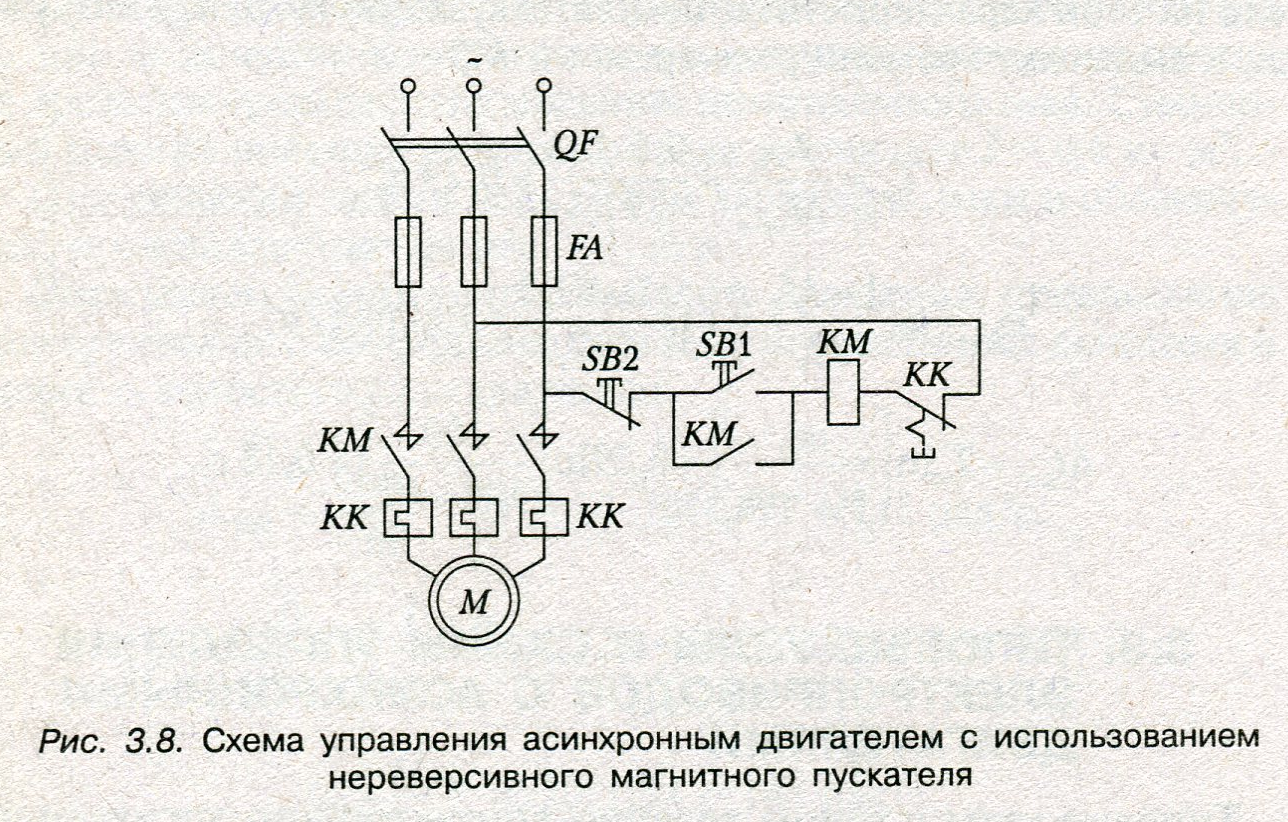 ~
QF
FA
SB2
SB1
KM
KK
KM
KM
KK
KK
M
Рис. 3.8. Схема управления асинхронным двигателем с использованием
нереверсивного магнитного пускателя